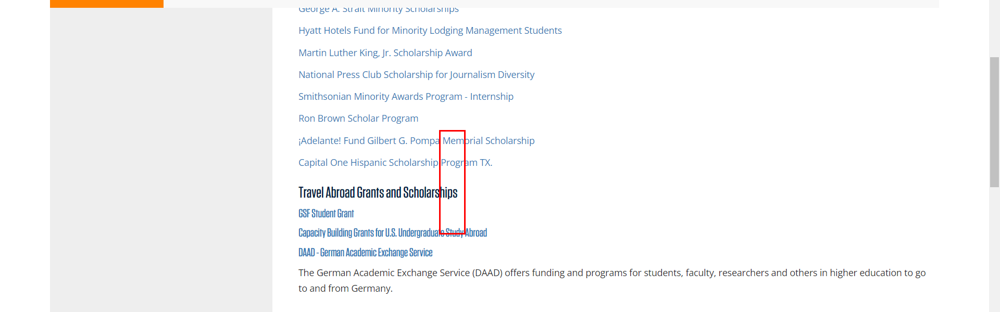 George A. Strait Minority Scholarships
Hyatt Hotels Fund for Minority Lodging Management Students
Martin Luther King, Jr. Scholarship Award
National Press Club Scholarship for Journalism Diversity
Smithsonian Minority Awards Program - Internship
Ron Brown Scholar Program
¡Adelante! Fund Gilbert G. Pompa Memorial Scholarship
Capital One Hispanic Scholarship Program TX.
Travel Abroad Grants and Scholarships
GSF Student Grant
Capacity Building Grants for U.S. Undergraduate Study Abroad
DAAD - German Academic Exchange Service
The German Academic Exchange Service (DAAD) offers funding and programs for students, faculty, researchers and others in higher education to go
to and from Germany.